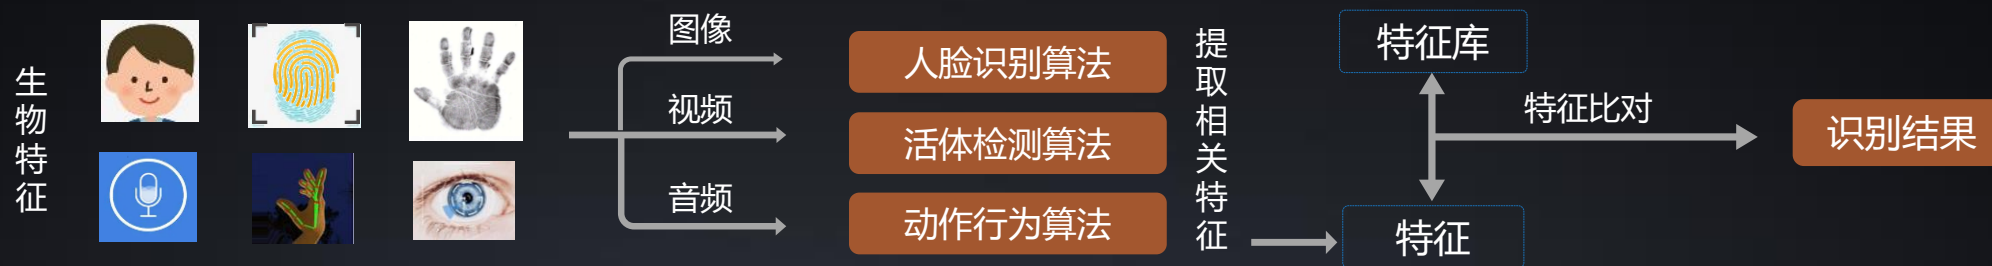 生物特征
图像
视频
音频
人脸识别算法
活体检测算法
动作行为算法
提取相关特征
特征库
特征比对
特征
识别结果